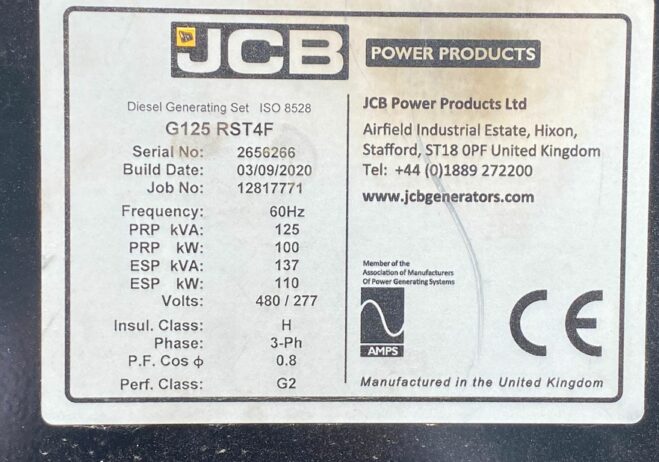 JCB POWER PRODUCTS
Diesel Generating Set ISO 8528
G125 RST4F
Serial No: 2656266
Build Date: 03/09/2020
Job No: 12817771
Frequency: 60Hz
PRP kVA: 125
PRP kW: 100
ESP kVA: 137
ESP kW: 110
Volts: 480 / 277
Insul. Class: H
Phase: 3-Ph
P.F. Cos ϕ 0.8
Perf. Class: G2
JCB Power Products Ltd
Airfield Industrial Estate, Hixon,
Stafford, ST18 0PF United Kingdom
Tel: +44 (0)1889 272200
www.jcbgenerators.com
Member of the
Association of Manufacturers
Of Power Generating Systems
AMPS
CE
Manufactured in the United Kingdom